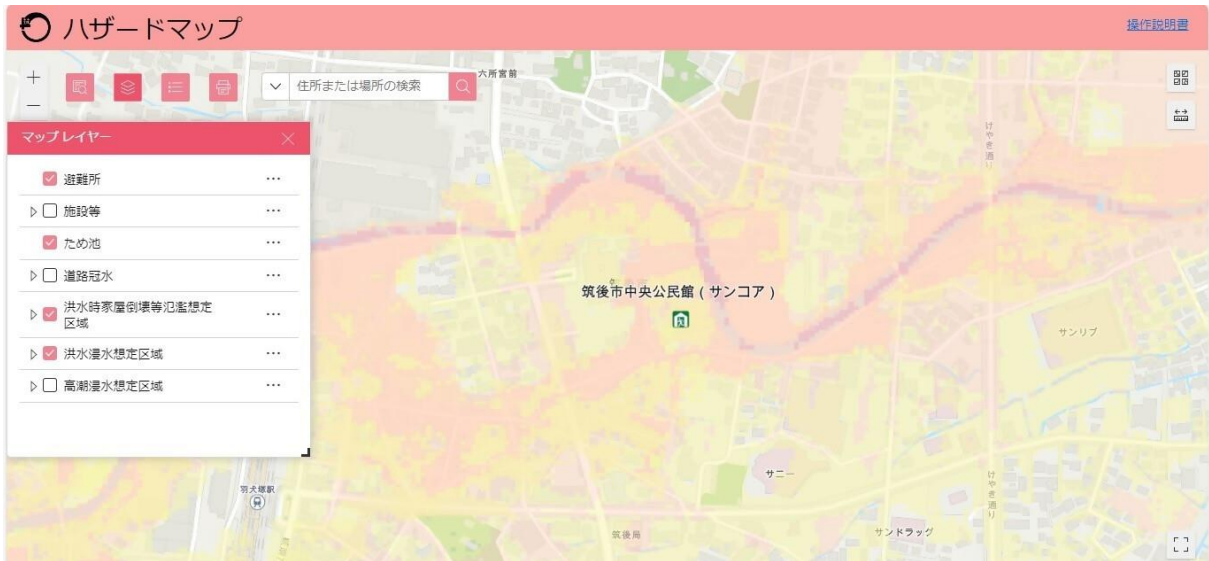 ハザードマップ
操作説明書
住所または場所の検索
六所宮前
マップ レイヤー
避難所
施設等
ため池
道路冠水
洪水時家屋倒壊等氾濫想定
区域
洪水浸水想定区域
高潮浸水想定区域
けやき通り
筑後市中央公民館 ( サンコア )
サンリブ
サニー
羽犬塚駅
けやき通り
筑後局
サンドラッグ